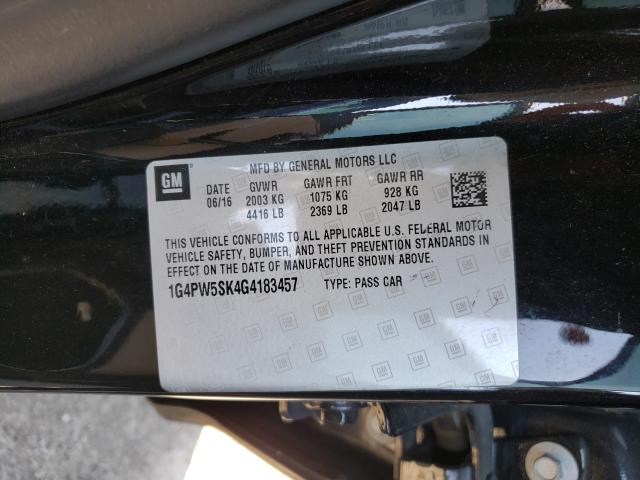 GM
MFD BY GENERAL MOTORS LLC
DATE GVWR GAWR FRT GAWR RR
06/16 2003 KG 1075 KG 928 KG
4416 LB 2369 LB 2047 LB
THIS VEHICLE CONFORMS TO ALL APPLICABLE U.S. FEDERAL MOTOR
VEHICLE SAFETY, BUMPER, AND THEFT PREVENTION STANDARDS IN
EFFECT ON THE DATE OF MANUFACTURE SHOWN ABOVE.
1G4PW5SK4G4183457 TYPE: PASS CAR